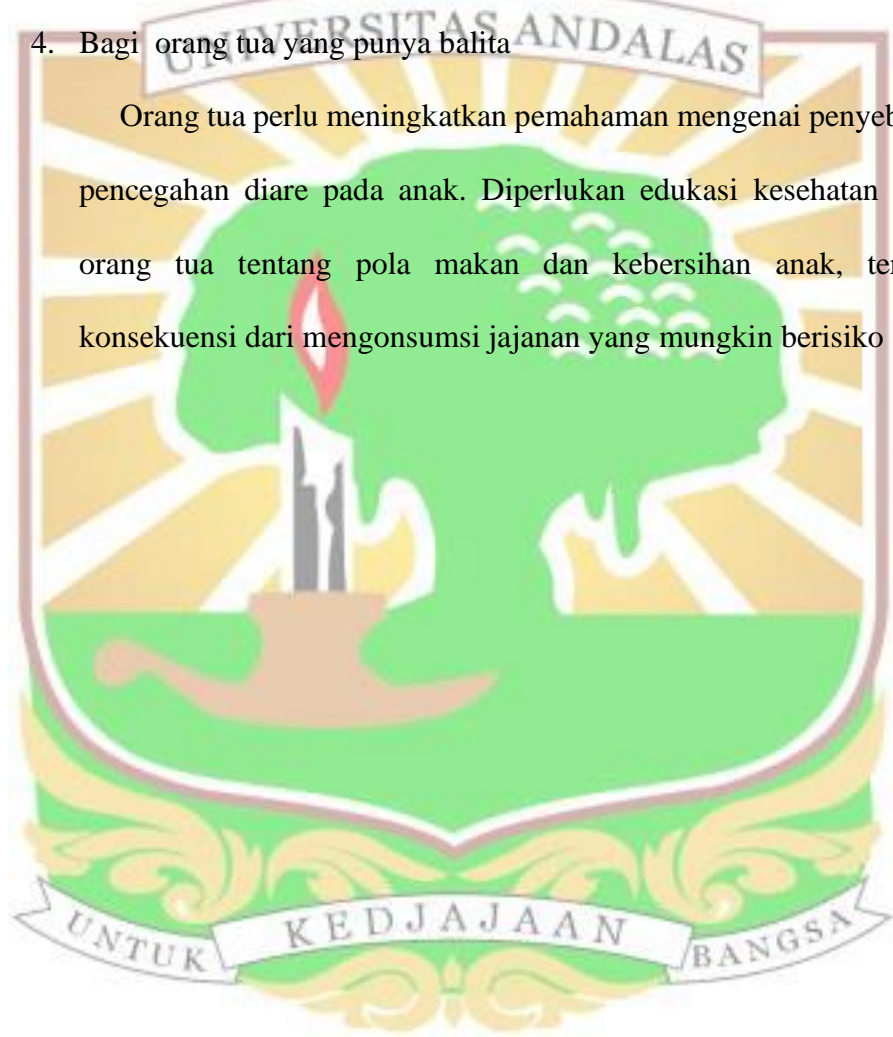 UNIVERSITAS ANDALAS
4. Bagi orang tua yang punya balita
Orang tua perlu meningkatkan pemahaman mengenai
pencegahan diare pada anak. Diperlukan edukasi kesehatan
orang tua tentang pola makan dan kebersihan anak,
konsekuensi dari mengonsumsi jajanan yang mungkin berisiko
UNTUK KEDJAJAAN BANGSA